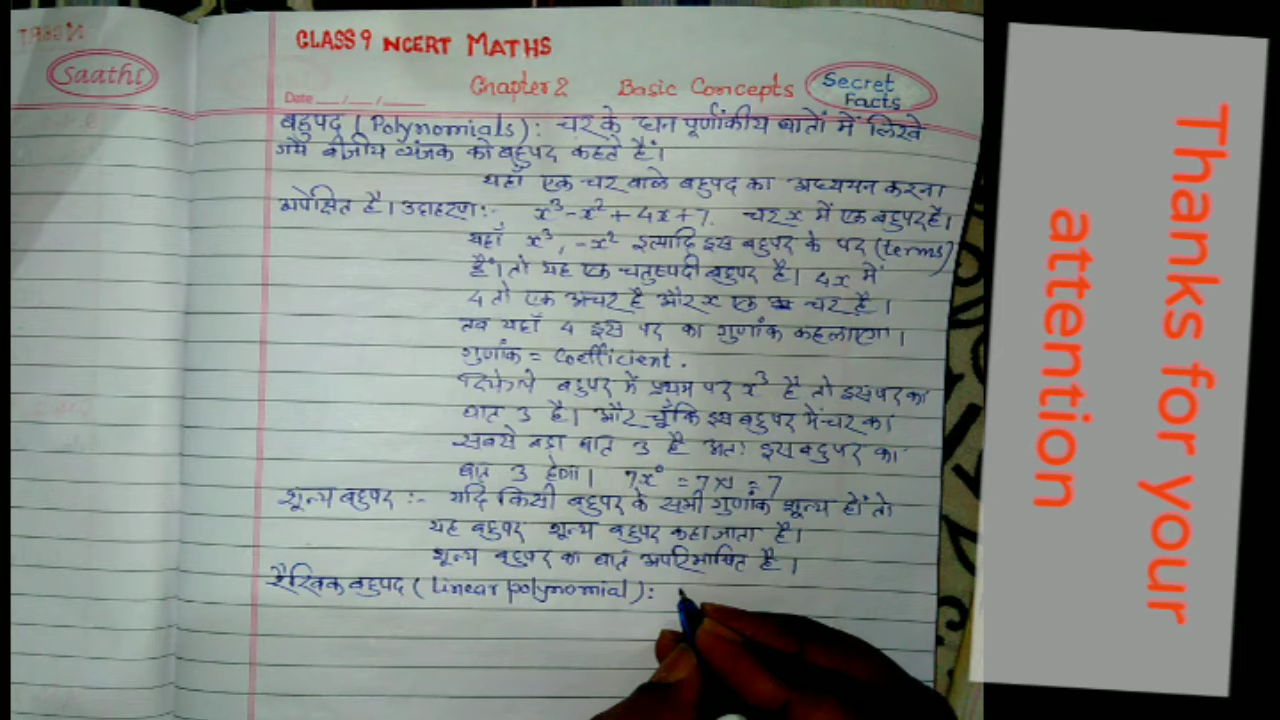 NCERT
Saathi
CLASS 9 NCERT MATHS
Chapter 2 Basic Concepts Secret Facts
Date __/__/____
बहुपद (Polynomials): चर के धन पूर्णांकीय घातों में लिखे
गये बीजीय व्यंजक को बहुपद कहते हैं।
यहाँ एक चर वाले बहुपद का अध्ययन करना
अपेक्षित है। उदाहरण:- x³-x²+4x+7. चर x में एक बहुपद है।
यहाँ x³, -x² इत्यादि इस बहुपद के पद (terms)
हैं। तो यह एक चतुष्पदी बहुपद है। 4x में
4 तो एक अचर है और x एक चर है।
तब यहाँ 4 इस पद का गुणांक कहलाएगा।
गुणांक = Coefficient.
बहुपद में प्रथम पद x³ है तो इस पद का
घात 3 है। और चूँकि इस बहुपद में चर का
सबसे बड़ा घात 3 है अतः इस बहुपद का
घात 3 होगा। 7x⁰ = 7×1 = 7
शून्य बहुपद :- यदि किसी बहुपद के सभी गुणांक शून्य हों तो
यह बहुपद शून्य बहुपद कहा जाता है।
शून्य बहुपद का घात अपरिभाषित है।
रैखिक बहुपद (Linear polynomial):
Thanks for your
attention